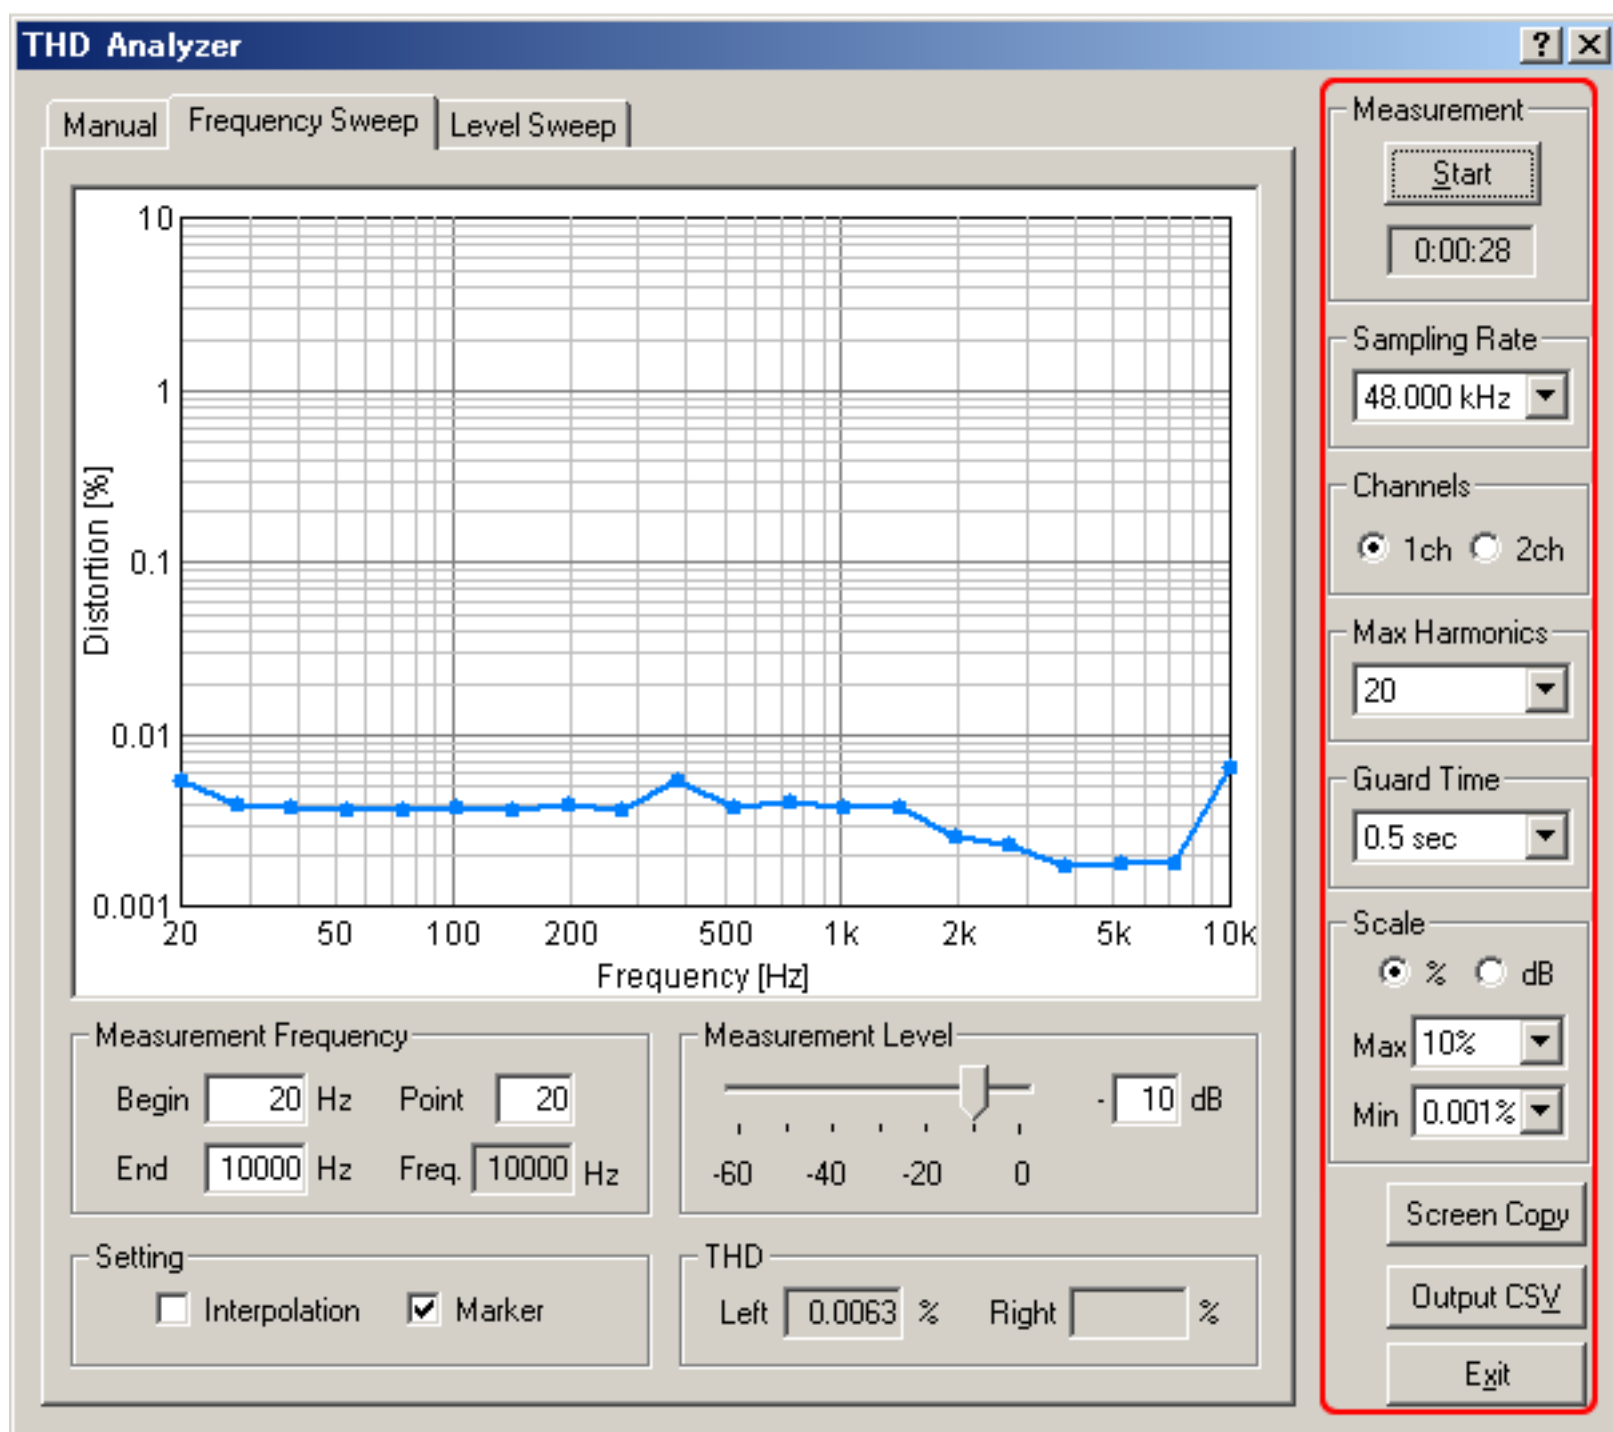 THD Analyzer
Manual Frequency Sweep Level Sweep
10
1
0.1
0.01
0.001
Distortion [%]
20 50 100 200 500 1k 2k 5k 10k
Frequency [Hz]
Measurement Frequency
Begin 20 Hz Point 20
End 10000 Hz Freq. 10000 Hz
Measurement Level
- 10 dB
-60 -40 -20 0
Setting
Interpolation Marker
THD
Left 0.0063 % Right %
Measurement
Start
0:00:28
Sampling Rate
48.000 kHz
Channels
1ch 2ch
Max Harmonics
20
Guard Time
0.5 sec
Scale
% dB
Max 10%
Min 0.001%
Screen Copy
Output CSV
Exit